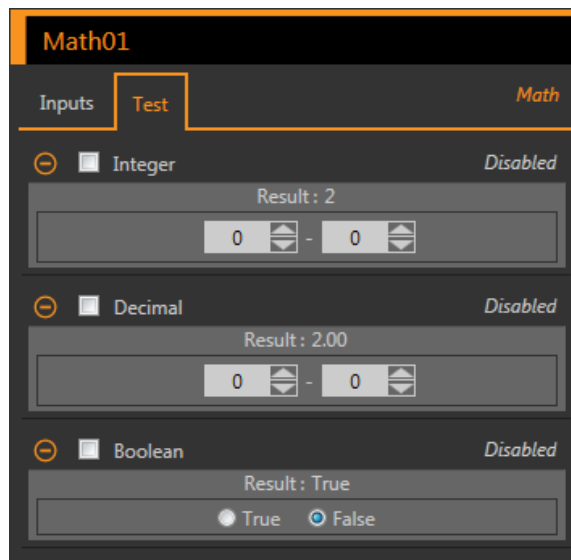 Math01
Inputs Test Math
Integer Disabled
Result : 2
0 - 0
Decimal Disabled
Result : 2.00
0 - 0
Boolean Disabled
Result : True
True False